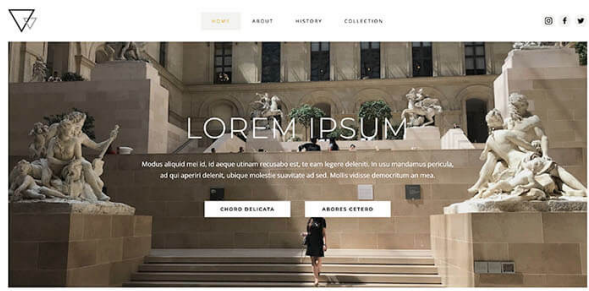 HOME ABOUT HISTORY COLLECTION
LOREM IPSUM
Modus aliquid mei id, id aeque utinam recusabo est, te eam legere deleniti. In usu mandamus pericula,
ad qui aperiri delenit, ubique molestie suavitate ad sed. Mollis vidisse democritum an mea.
CHORO DELICATA ABORES CETERO